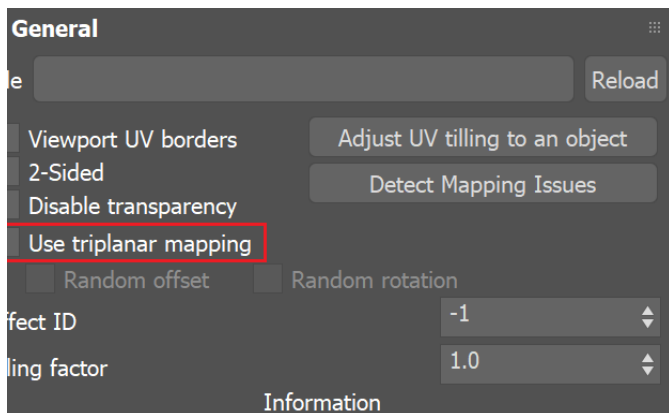 General
le Reload
Viewport UV borders Adjust UV tilling to an object
2-Sided
Detect Mapping Issues
Disable transparency
Use triplanar mapping
Random offset Random rotation
ffect ID -1
ling factor 1.0
Information